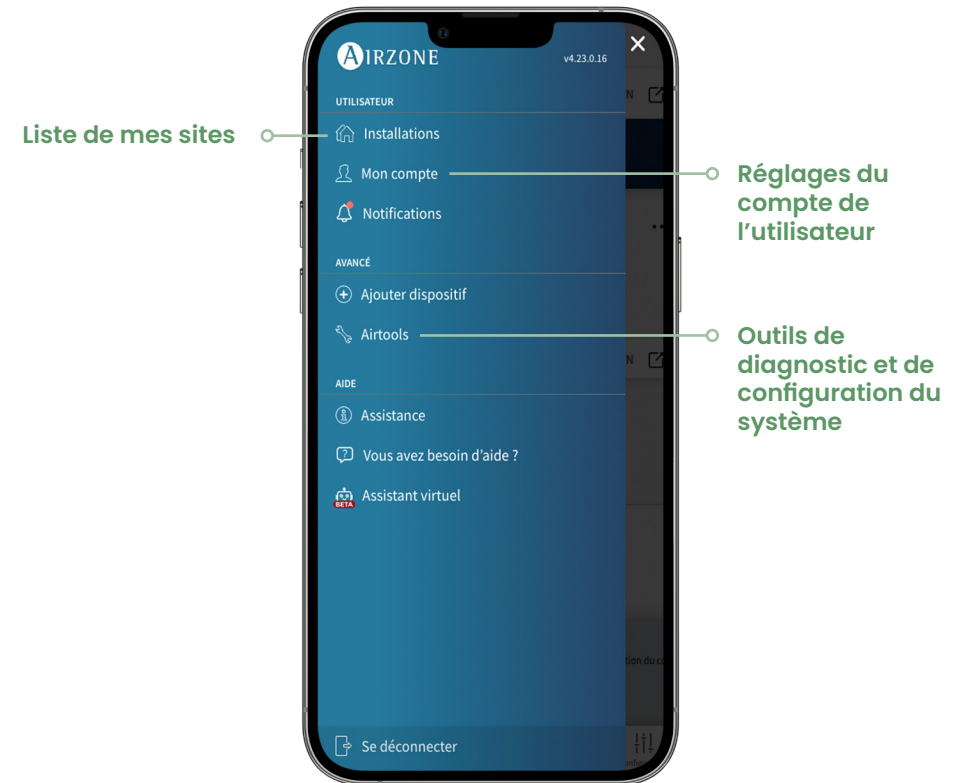 AIRZONE
v4.23.0.16
UTILISATEUR
Installations
Mon compte
Notifications
AVANCÉ
Ajouter dispositif
Airtools
AIDE
Assistance
Vous avez besoin d'aide ?
BETA
Assistant virtuel
Se déconnecter
Liste de mes sites
Réglages du
compte de
l'utilisateur
Outils de
diagnostic et de
configuration du
système